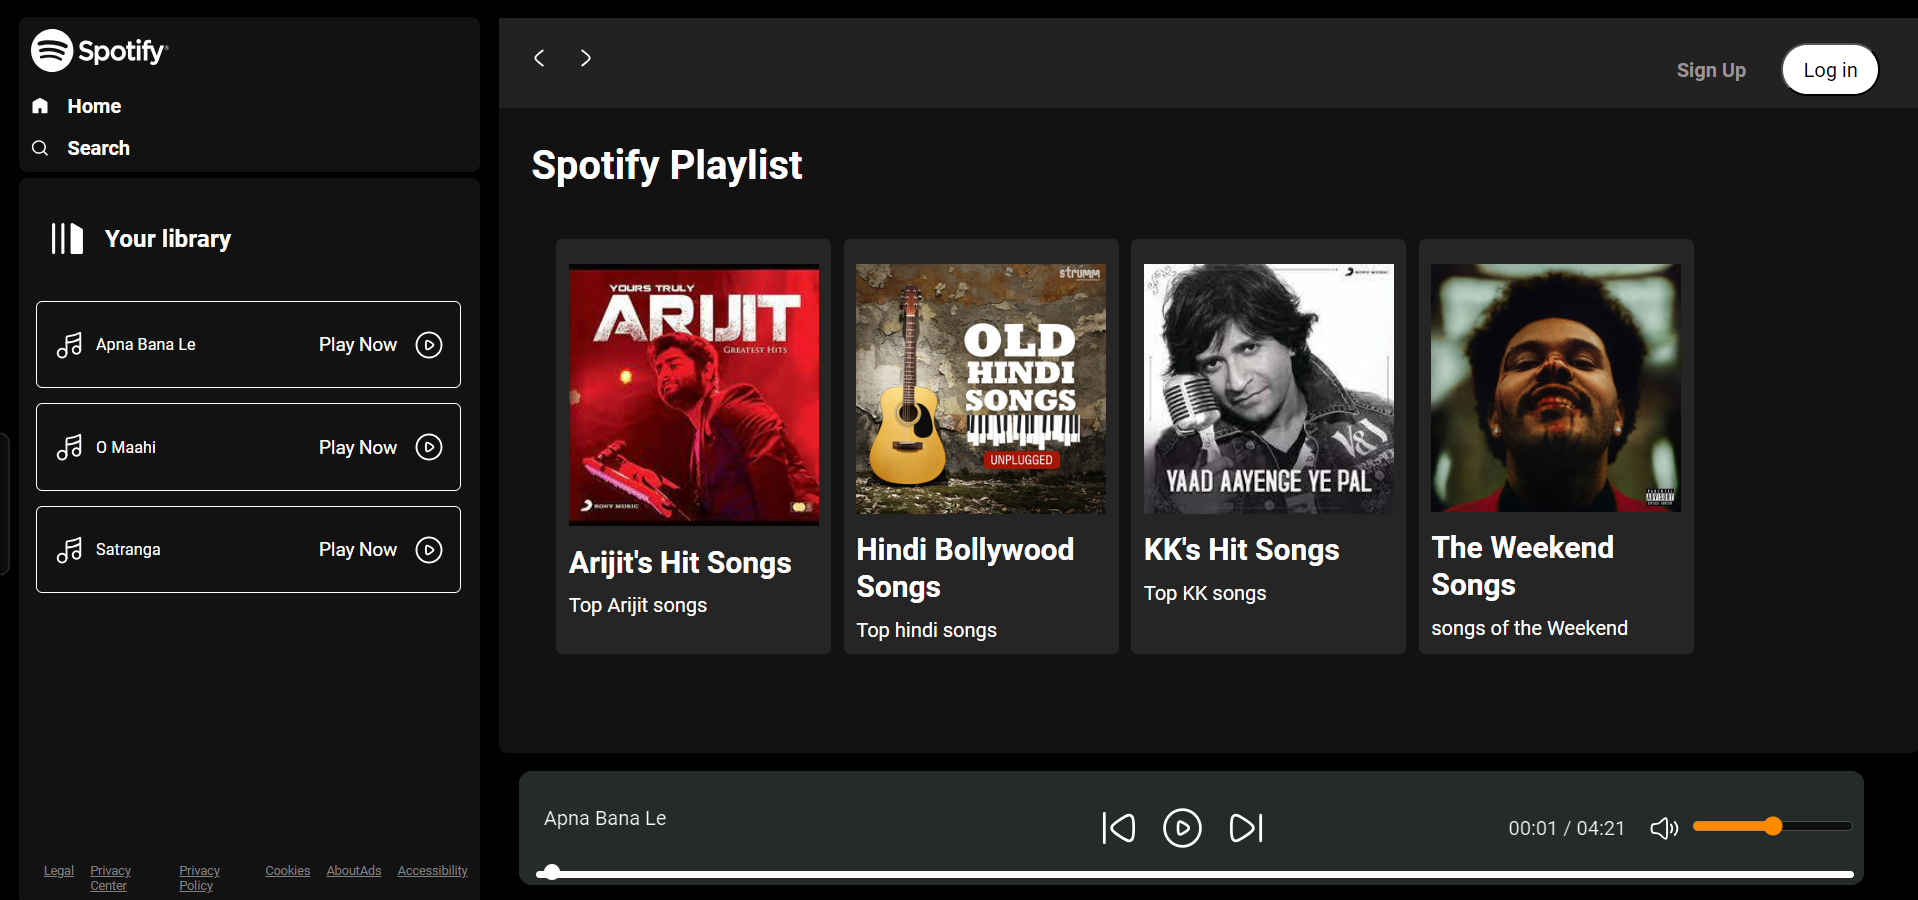 Spotify
Home
Search
Your library
Apna Bana Le Play Now
O Maahi Play Now
Satranga Play Now
Legal Privacy Center Privacy Policy Cookies AboutAds Accessibility
Sign Up Log in
Spotify Playlist
YOURS TRULY
ARIJIT
GREATEST HITS
SONY MUSIC
Arijit's Hit Songs
Top Arijit songs
strumm
OLD
HINDI
SONGS
UNPLUGGED
Hindi Bollywood
Songs
Top hindi songs
SONY MUSIC
YAAD AAYENGE YE PAL
KK's Hit Songs
Top KK songs
PARENTAL
ADVISORY
EXPLICIT CONTENT
The Weekend
Songs
songs of the Weekend
Apna Bana Le
00:01 / 04:21